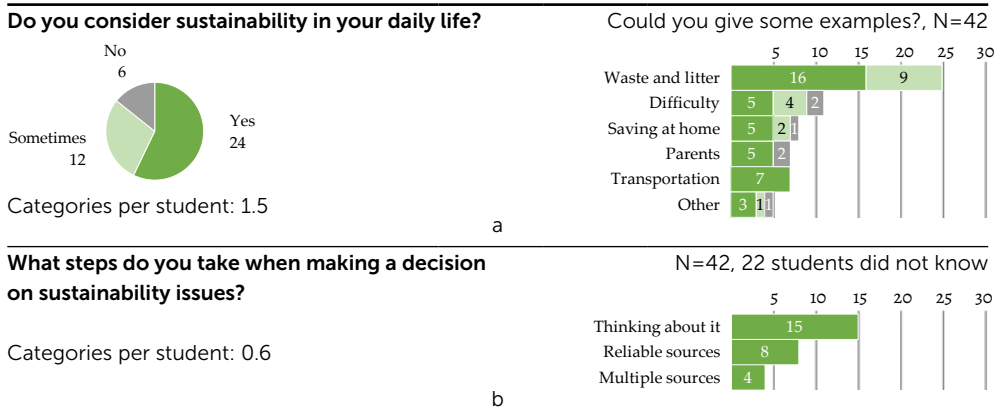 Do you consider sustainability in your daily life?
Could you give some examples?, N=42
No
6
Yes
24
Sometimes
12
Categories per student: 1.5
5 10 15 20 25 30
Waste and litter 16 9
Difficulty 5 4 2
Saving at home 5 2 1
Parents 5 2
Transportation 7
Other 3 1 1
a
What steps do you take when making a decision
on sustainability issues?
N=42, 22 students did not know
Categories per student: 0.6
5 10 15 20 25 30
Thinking about it 15
Reliable sources 8
Multiple sources 4
b